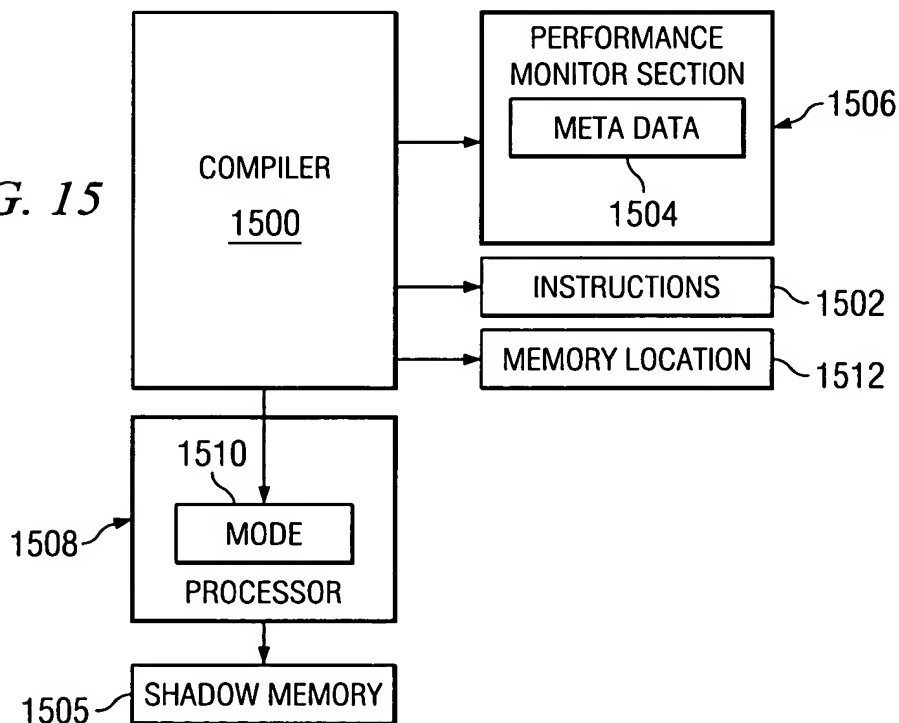 PERFORMANCE
MONITOR SECTION
META DATA
1504
1506
COMPILER
1500
G. 15
INSTRUCTIONS
1502
MEMORY LOCATION
1512
1510
MODE
PROCESSOR
1508
SHADOW MEMORY
1505